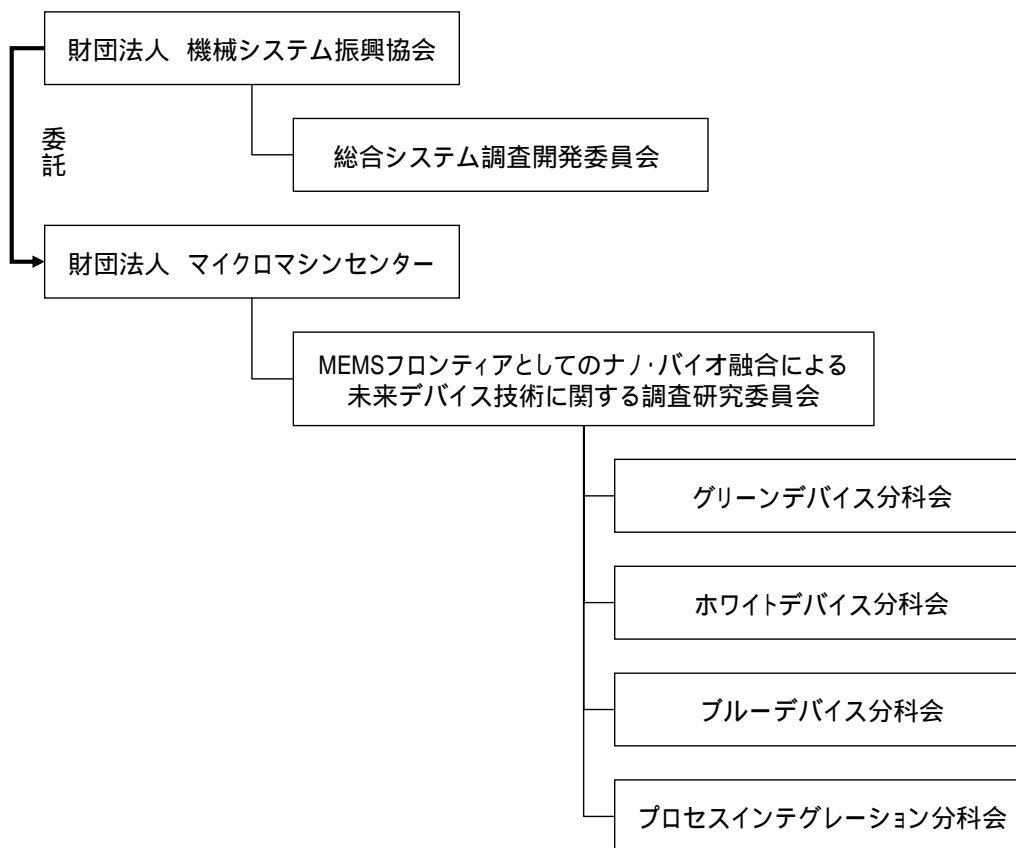 財団法人 機械システム振興協会
委託
総合システム調査開発委員会
財団法人 マイクロマシンセンター
MEMSフロンティアとしてのナノ・バイオ融合による
未来デバイス技術に関する調査研究委員会
グリーンデバイス分科会
ホワイトデバイス分科会
ブルーデバイス分科会
プロセスインテグレーション分科会